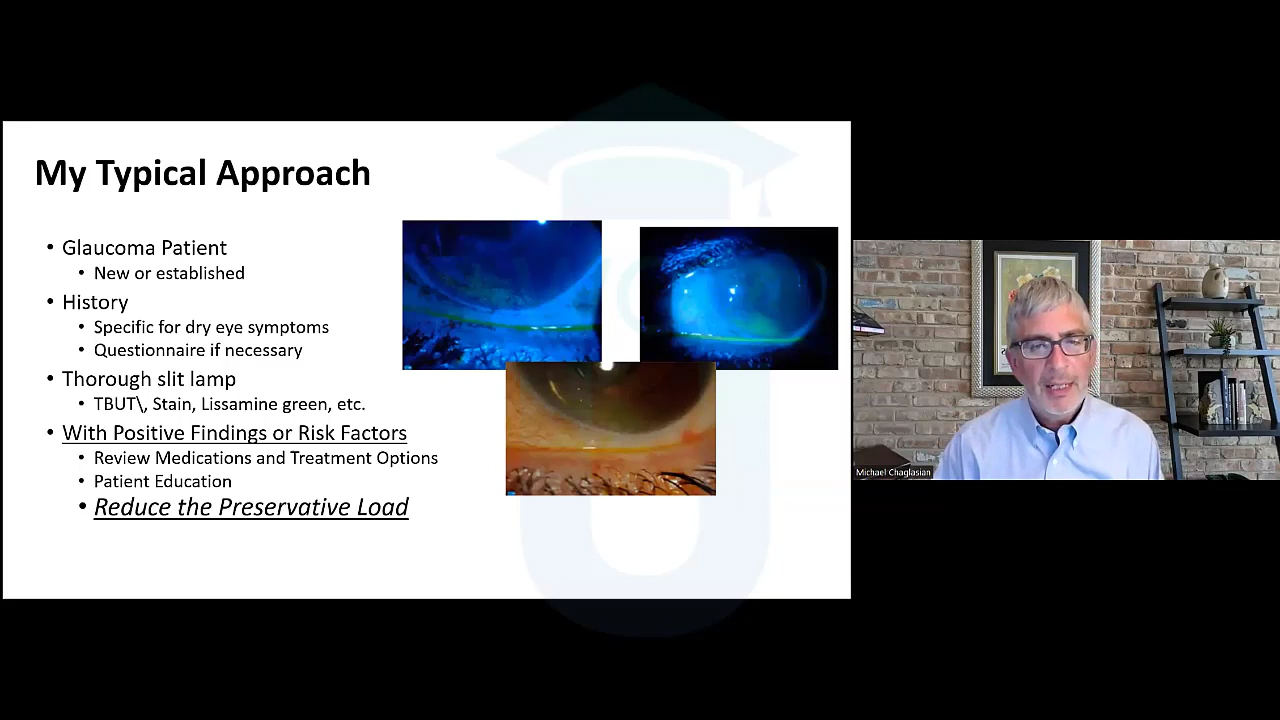 My Typical Approach
• Glaucoma Patient
• New or established
• History
• Specific for dry eye symptoms
• Questionnaire if necessary
• Thorough slit lamp
• TBUT\, Stain, Lissamine green, etc.
• With Positive Findings or Risk Factors
• Review Medications and Treatment Options
• Patient Education
• Reduce the Preservative Load
Michael Chaglasian